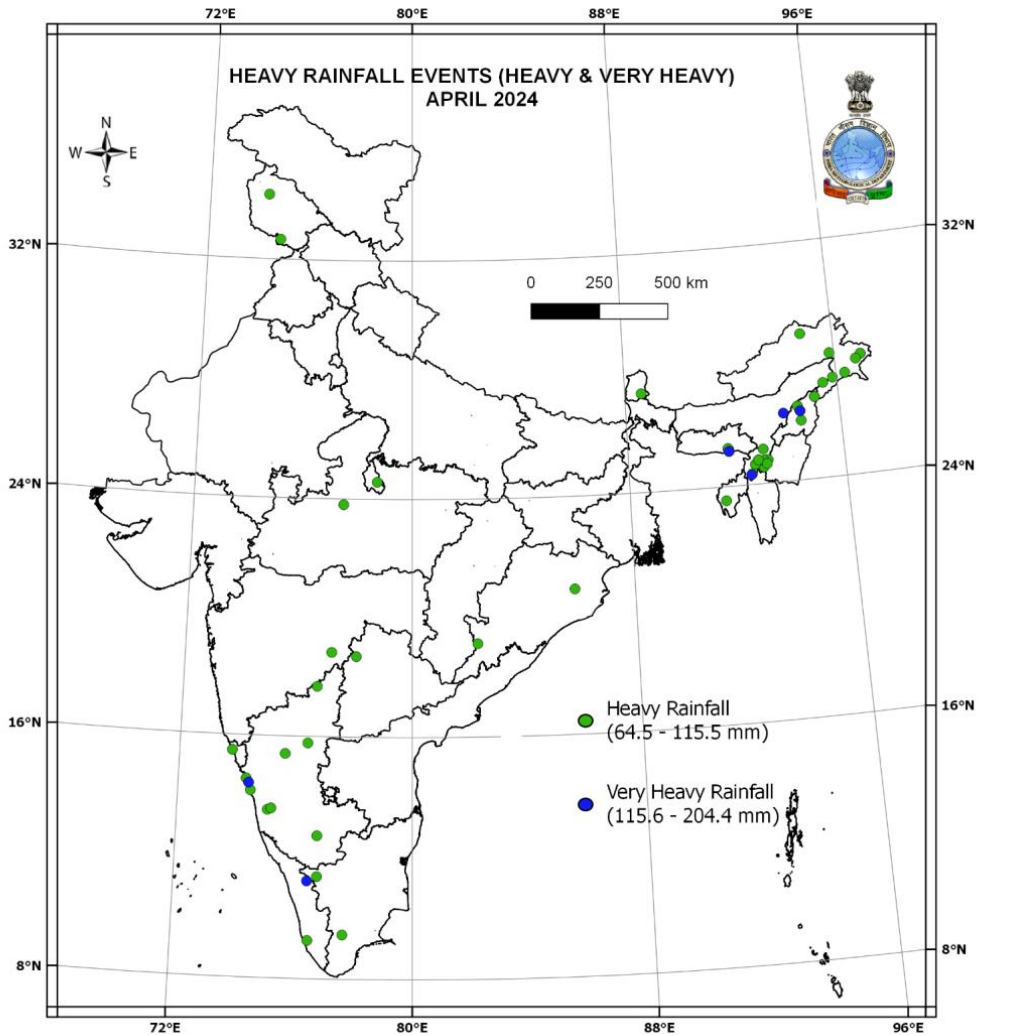 72°E 80°E 88°E 96°E
HEAVY RAINFALL EVENTS (HEAVY & VERY HEAVY)
APRIL 2024
N
W E
S
32°N 32°N
0 250 500 km
24°N 24°N
16°N 16°N
Heavy Rainfall
(64.5 - 115.5 mm)
Very Heavy Rainfall
(115.6 - 204.4 mm)
8°N 8°N
72°E 80°E 88°E 96°E